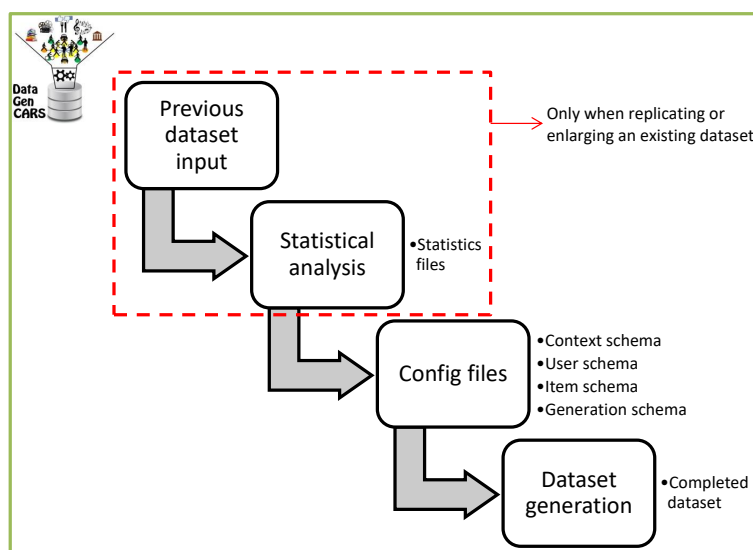 Data
Gen
CARS
Previous
dataset
input
Only when replicating or
enlarging an existing dataset
Statistical
analysis
•Statistics
files
Config files
•Context schema
•User schema
•Item schema
•Generation schema
Dataset
generation
•Completed
dataset